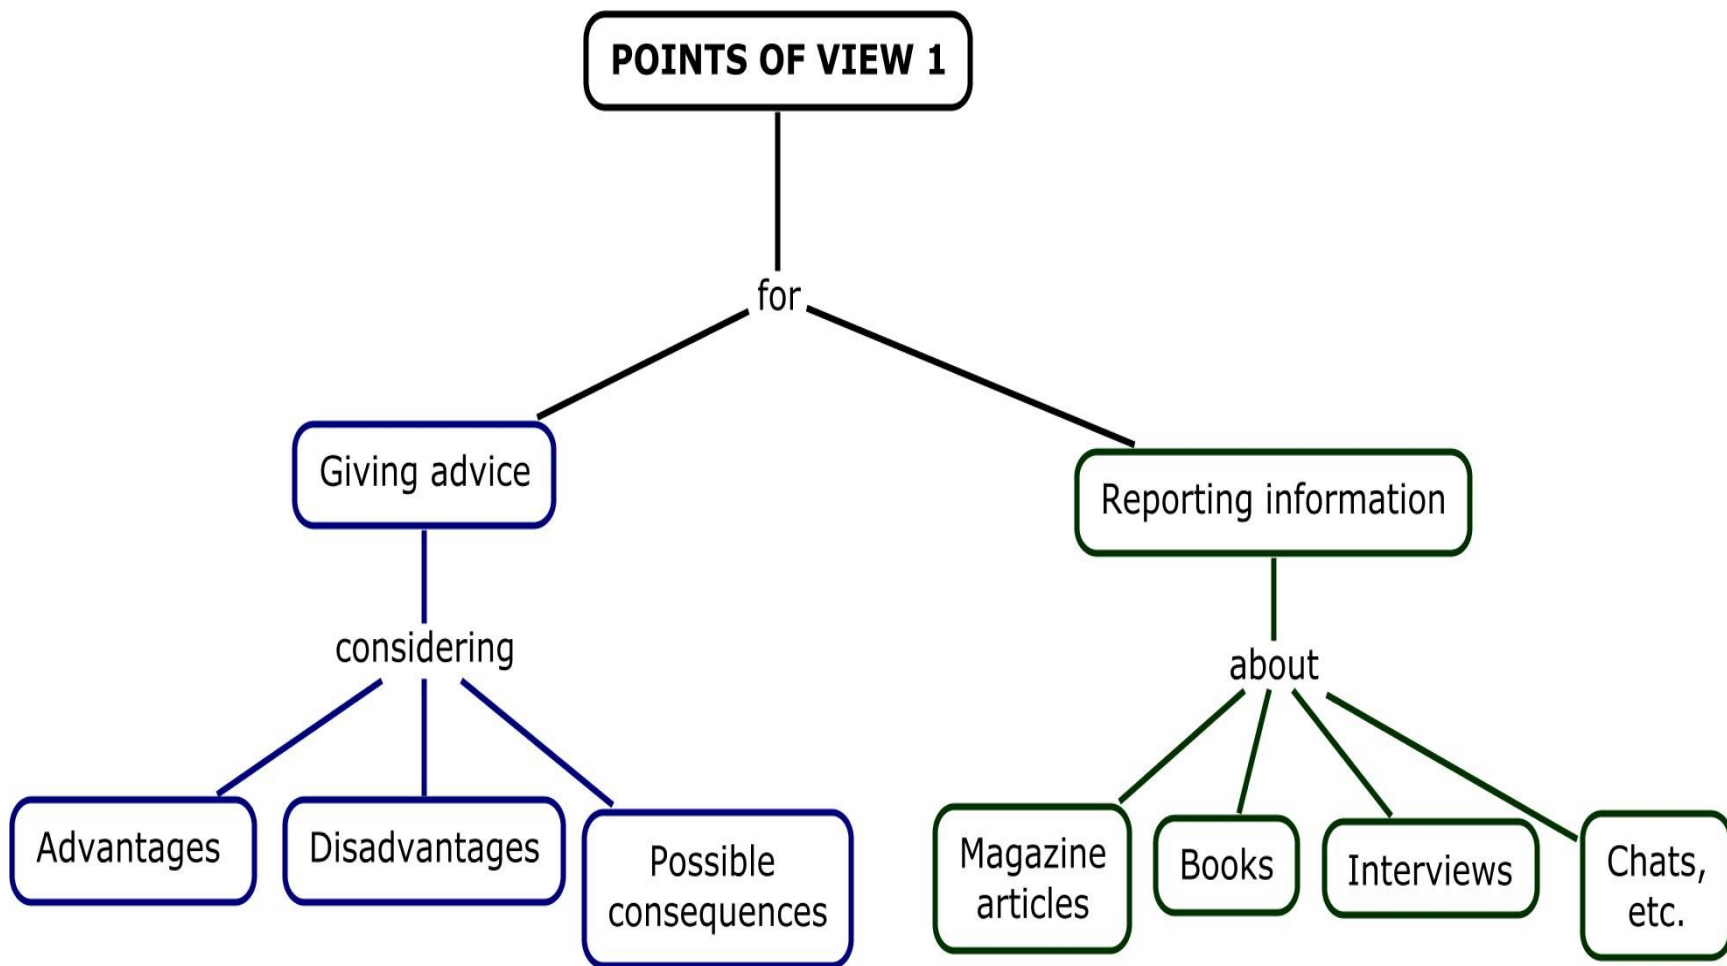 POINTS OF VIEW 1
for
Giving advice
Reporting information
considering
about
Advantages
Disadvantages
Possible
consequences
Magazine
articles
Books
Interviews
Chats,
etc.